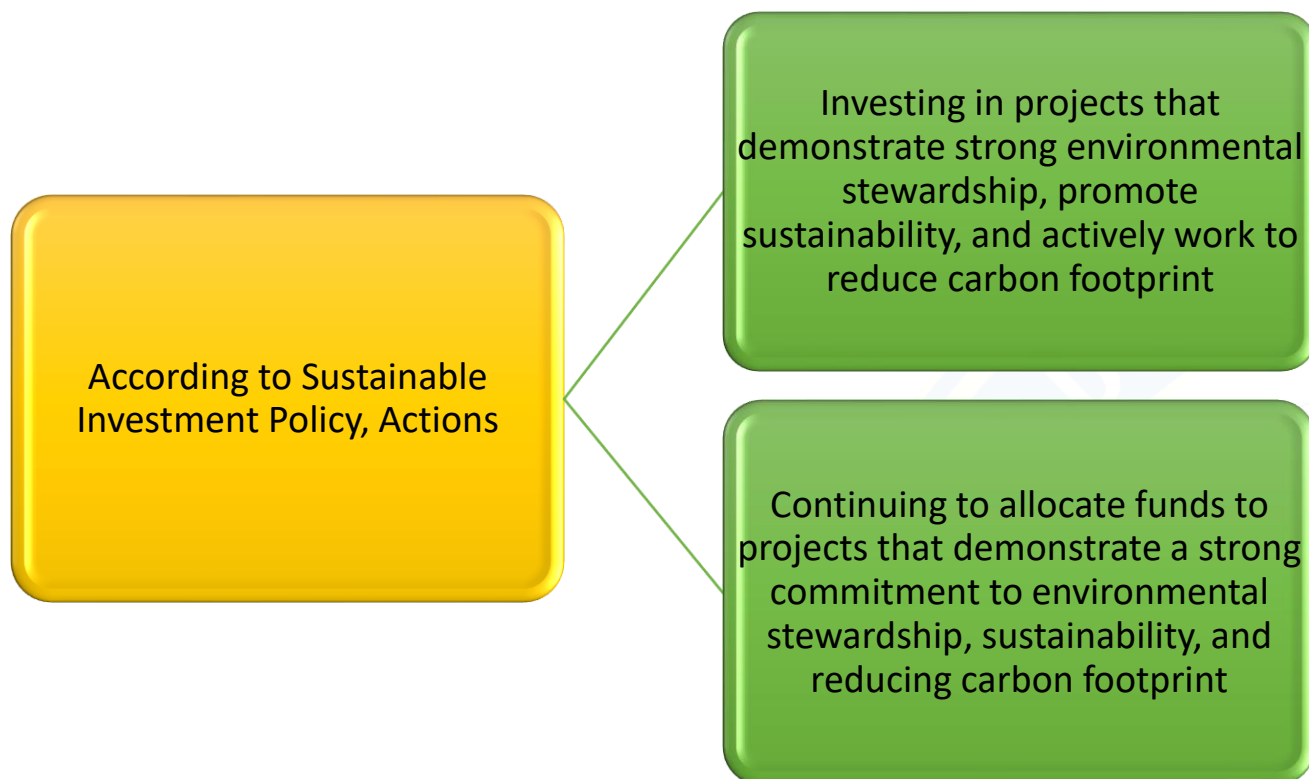 According to Sustainable
Investment Policy, Actions
Investing in projects that
demonstrate strong environmental
stewardship, promote
sustainability, and actively work to
reduce carbon footprint
Continuing to allocate funds to
projects that demonstrate a strong
commitment to environmental
stewardship, sustainability, and
reducing carbon footprint